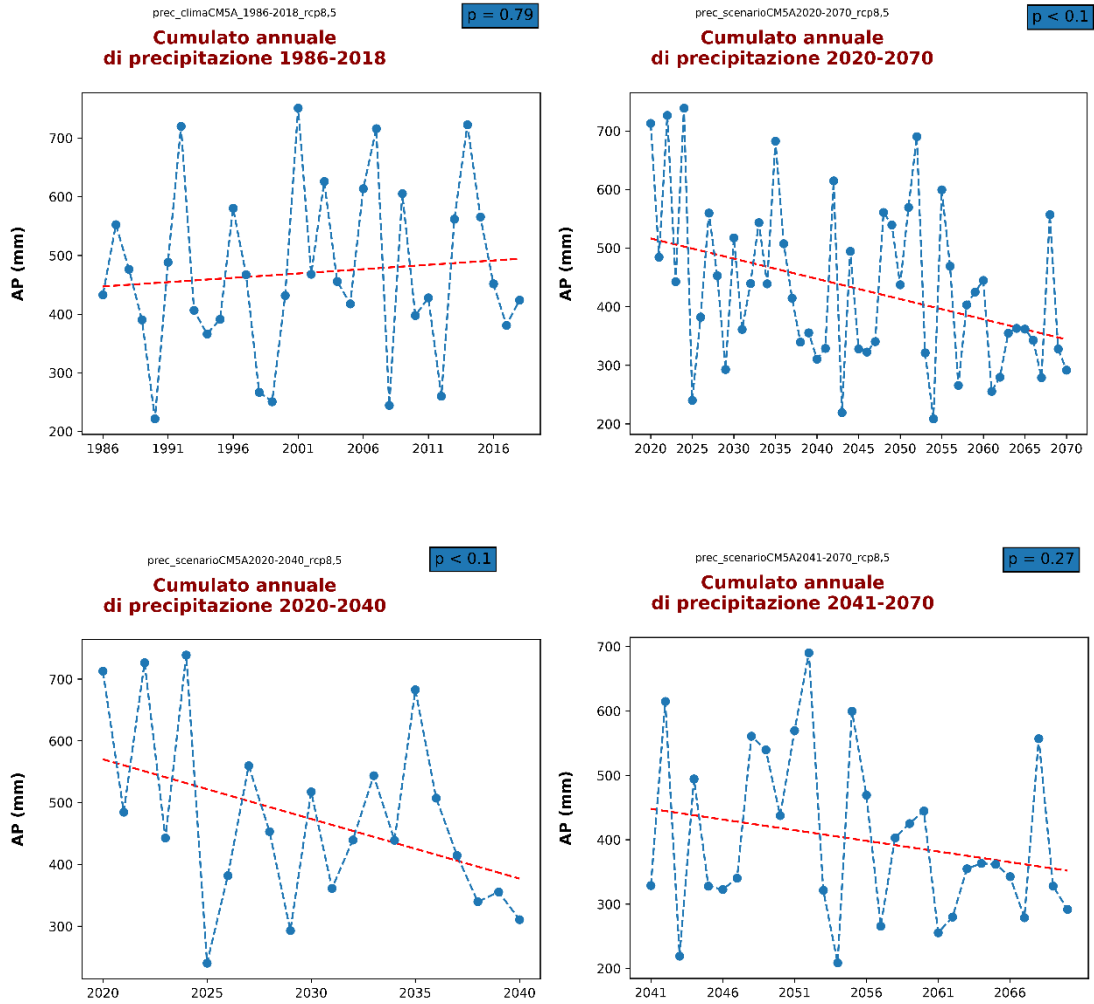 prec_climaCM5A_1986-2018_rcp8,5
p = 0.79
Cumulato annuale
di precipitazione 1986-2018
AP (mm)
700
600
500
400
300
200
1986 1991 1996 2001 2006 2011 2016
prec_scenarioCM5A2020-2070_rcp8,5
p < 0.1
Cumulato annuale
di precipitazione 2020-2070
AP (mm)
700
600
500
400
300
200
2020 2025 2030 2035 2040 2045 2050 2055 2060 2065 2070
prec_scenarioCM5A2020-2040_rcp8,5
p < 0.1
Cumulato annuale
di precipitazione 2020-2040
AP (mm)
700
600
500
400
300
2020 2025 2030 2035 2040
prec_scenarioCM5A2041-2070_rcp8,5
p = 0.27
Cumulato annuale
di precipitazione 2041-2070
AP (mm)
700
600
500
400
300
200
2041 2046 2051 2056 2061 2066